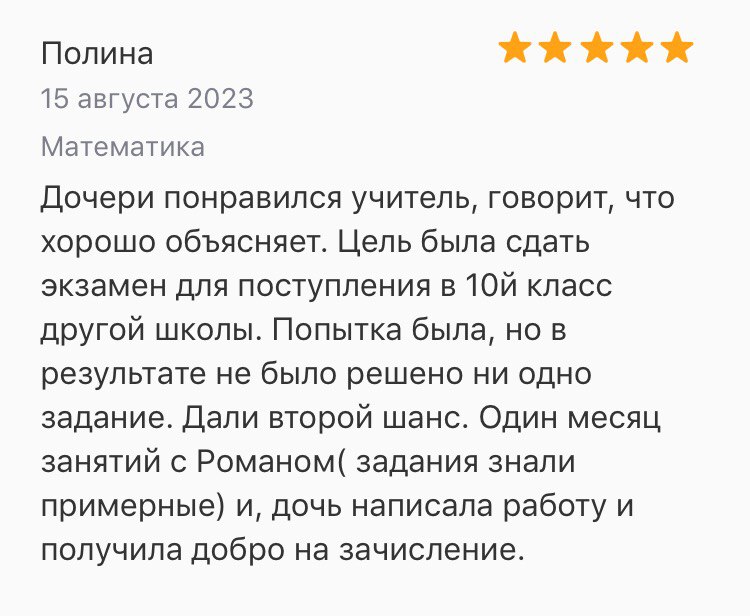 Полина
15 августа 2023
Математика
Дочери понравился учитель, говорит, что
хорошо объясняет. Цель была сдать
экзамен для поступления в 10й класс
другой школы. Попытка была, но в
результате не было решено ни одно
задание. Дали второй шанс. Один месяц
занятий с Романом( задания знали
примерные) и, дочь написала работу и
получила добро на зачисление.